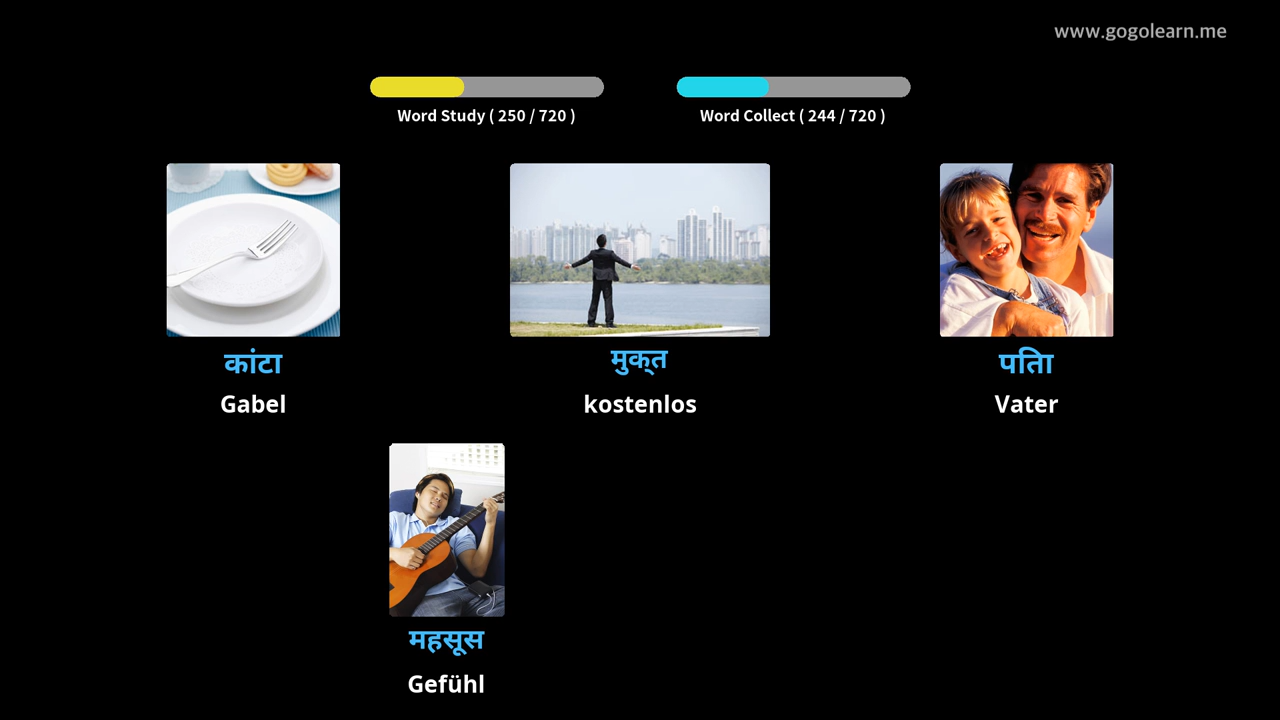 www.gogolearn.me
Word Study ( 250 / 720 )
Word Collect ( 244 / 720 )
कांटा
मुक्त
पिता
Gabel
kostenlos
Vater
महसूस
Gefühl